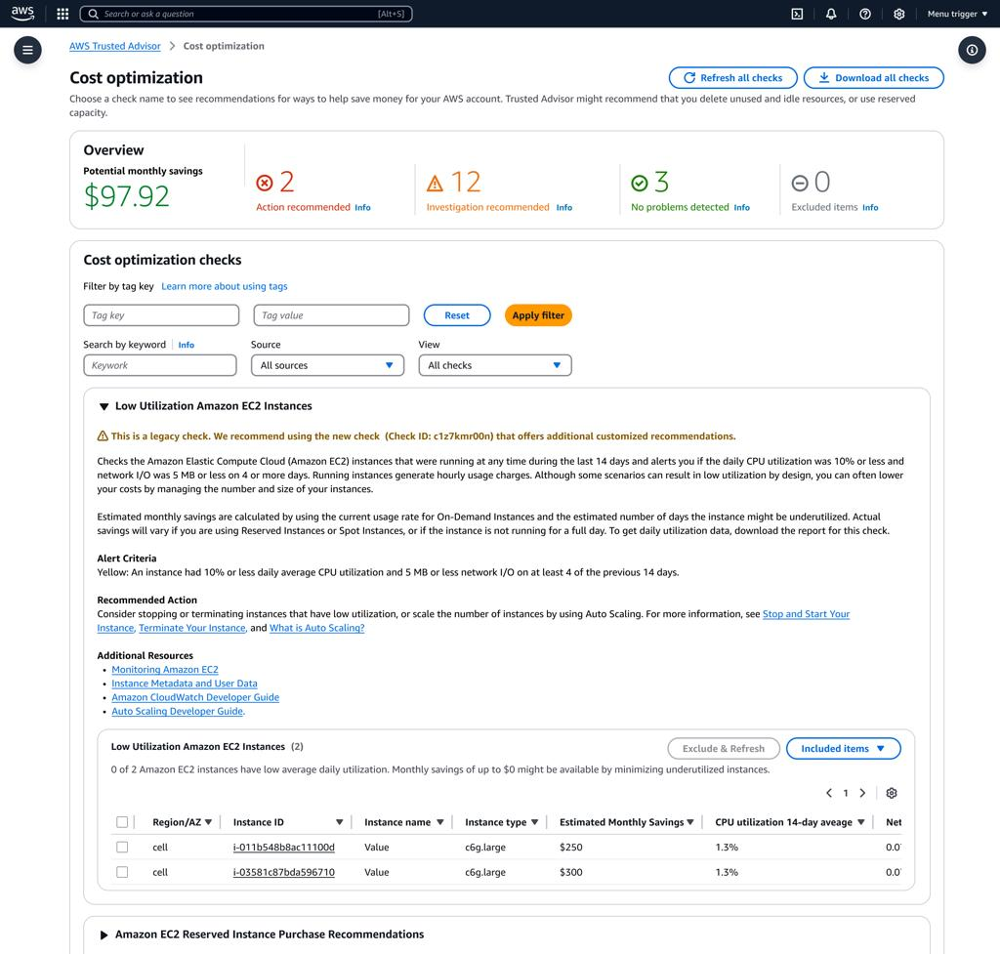 aws
Search or ask a question [Alt+S]
Menu trigger
AWS Trusted Advisor > Cost optimization
Cost optimization
Refresh all checks
Download all checks
Choose a check name to see recommendations for ways to help save money for your AWS account. Trusted Advisor might recommend that you delete unused and idle resources, or use reserved
capacity.
Overview
Potential monthly savings
$97.92
2
Action recommended Info
12
Investigation recommended Info
3
No problems detected Info
0
Excluded items Info
Cost optimization checks
Filter by tag key Learn more about using tags
Tag key
Tag value
Reset
Apply filter
Search by keyword Info
Source
View
Keywork
All sources
All checks
Low Utilization Amazon EC2 Instances
This is a legacy check. We recommend using the new check (Check ID: c1z7kmr00n) that offers additional customized recommendations.
Checks the Amazon Elastic Compute Cloud (Amazon EC2) instances that were running at any time during the last 14 days and alerts you if the daily CPU utilization was 10% or less and
network I/O was 5 MB or less on 4 or more days. Running instances generate hourly usage charges. Although some scenarios can result in low utilization by design, you can often lower
your costs by managing the number and size of your instances.
Estimated monthly savings are calculated by using the current usage rate for On-Demand Instances and the estimated number of days the instance might be underutilized. Actual
savings will vary if you are using Reserved Instances or Spot Instances, or if the instance is not running for a full day. To get daily utilization data, download the report for this check.
Alert Criteria
Yellow: An instance had 10% or less daily average CPU utilization and 5 MB or less network I/O on at least 4 of the previous 14 days.
Recommended Action
Consider stopping or terminating instances that have low utilization, or scale the number of instances by using Auto Scaling. For more information, see Stop and Start Your
Instance, Terminate Your Instance, and What is Auto Scaling?
Additional Resources
• Monitoring Amazon EC2
• Instance Metadata and User Data
• Amazon CloudWatch Developer Guide
• Auto Scaling Developer Guide.
Low Utilization Amazon EC2 Instances (2)
Exclude & Refresh
Included items
0 of 2 Amazon EC2 instances have low average daily utilization. Monthly savings of up to $0 might be available by minimizing underutilized instances.
1
Region/AZ Instance ID Instance name Instance type Estimated Monthly Savings CPU utilization 14-day aveage Net
cell i-011b548b8ac11100d Value c6g.large $250 1.3% 0.0
cell i-03581c87bda596710 Value c6g.large $300 1.3% 0.0
Amazon EC2 Reserved Instance Purchase Recommendations